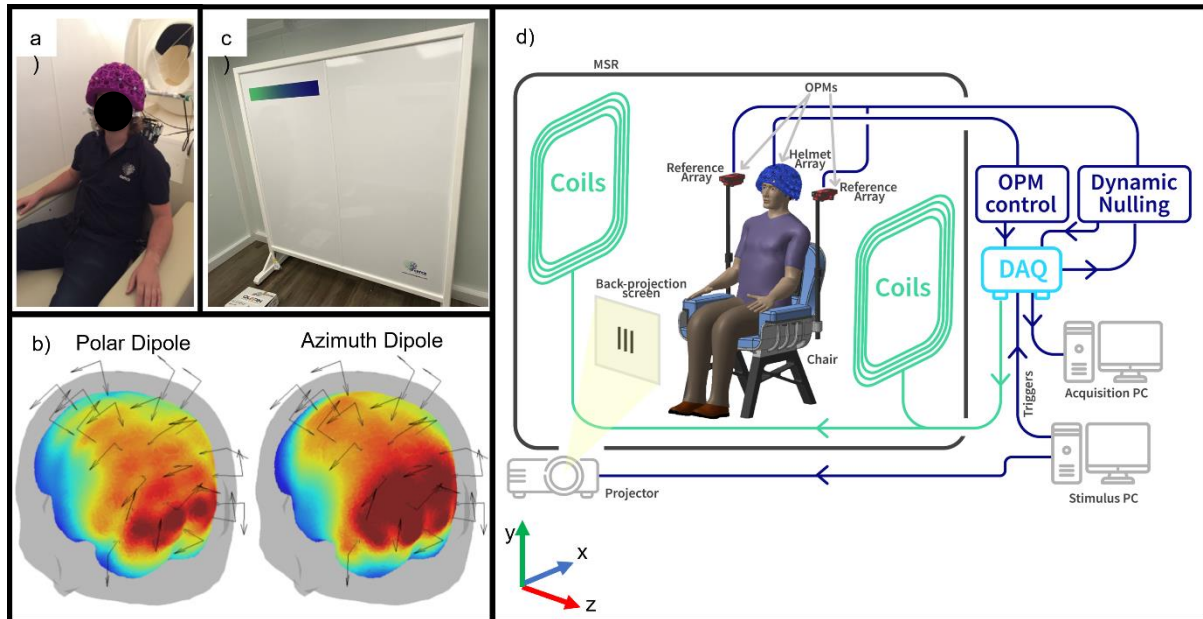 a
)
c
)
b)
Polar Dipole
Azimuth Dipole
d)
MSR
OPMs
Coils
Reference
Array
Helmet
Array
Reference
Array
Coils
Back-projection
screen
Chair
Projector
OPM
control
Dynamic
Nulling
DAQ
Triggers
Acquisition PC
Stimulus PC
y
x
z